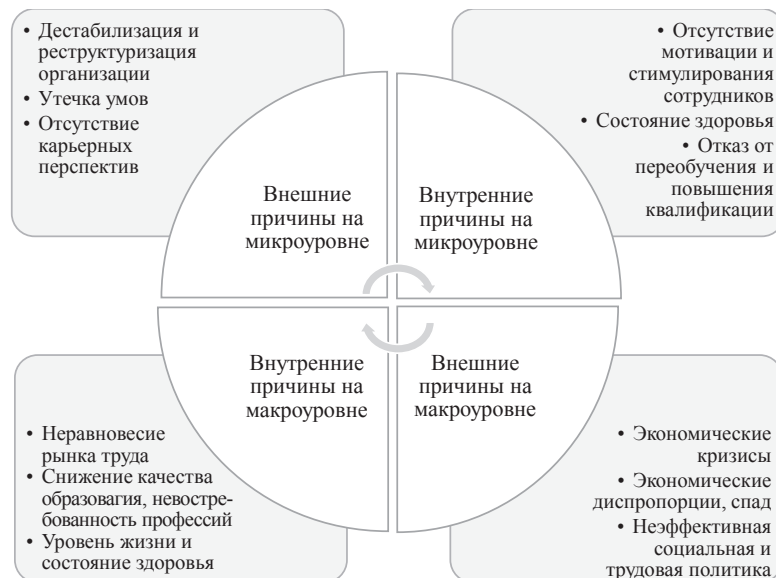 • Дестабилизация и
реструктуризация
организации
• Утечка умов
• Отсутствие
карьерных
перспектив
• Отсутствие
мотивации и
стимулирования
сотрудников
• Состояние здоровья
• Отказ от
переобучения и
повышения
квалификации
Внешние
причины на
микроуровне
Внутренние
причины на
микроуровне
Внутренние
причины на
макроуровне
Внешние
причины на
макроуровне
• Неравновесие
рынка труда
• Снижение качества
образовагия, невостре-
бованность профессий
• Уровень жизни и
состояние здоровья
• Экономические
кризисы
• Экономические
диспропорции, спад
• Неэффективная
социальная и
трудовая политика